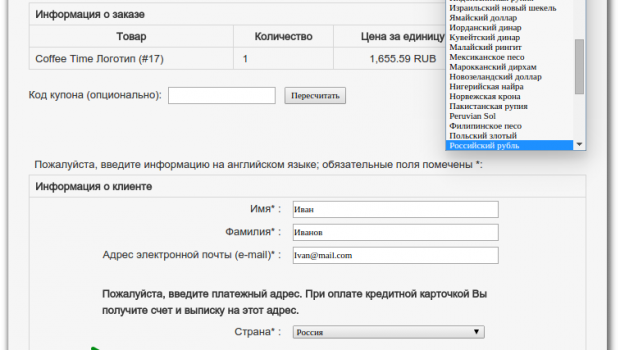 Информация о заказе
Товар Количество Цена за единицу
Coffee Time Логотип (#17) 1 1,655.59 RUB
Израильский новый шекель
Ямайский доллар
Иорданский динар
Кувейтский динар
Малайский рингит
Мексиканское песо
Марокканский дирхам
Новозеландский доллар
Нигерийская найра
Норвежская крона
Пакистанская рупия
Peruvian Sol
Филипинское песо
Польский злотый
Российский рубль
Код купона (опционально): Пересчитать
Пожалуйста, введите информацию на английском языке; обязательные поля помечены *:
Информация о клиенте
Имя* : Иван
Фамилия* : Иванов
Адрес электронной почты (e-mail)* : Ivan@mail.com
Пожалуйста, введите платежный адрес. При оплате кредитной карточкой Вы
получите счет и выписку на этот адрес.
Страна* : Россия